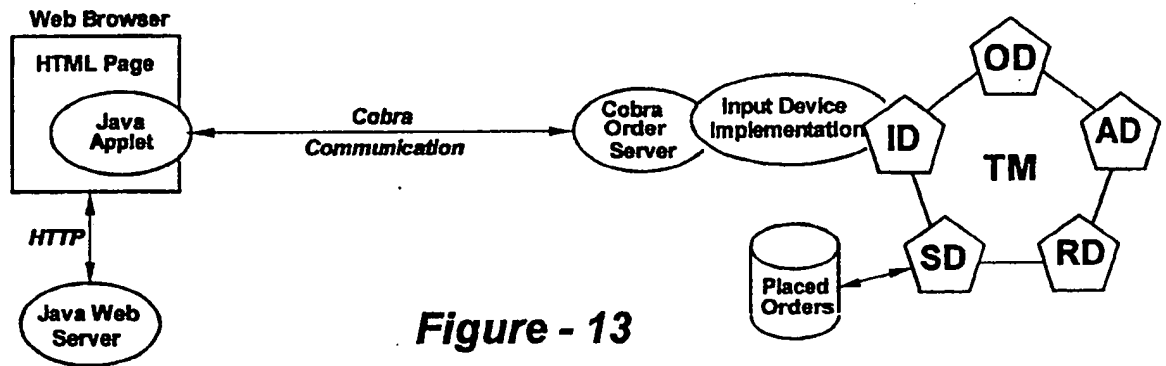 Web Browser
HTML Page
Java
Applet
HTTP
Java Web
Server
Cobra
Communication
Cobra
Order
Server
Input Device
Implementation
ID
OD
AD
TM
SD
RD
Placed
Orders
Figure - 13